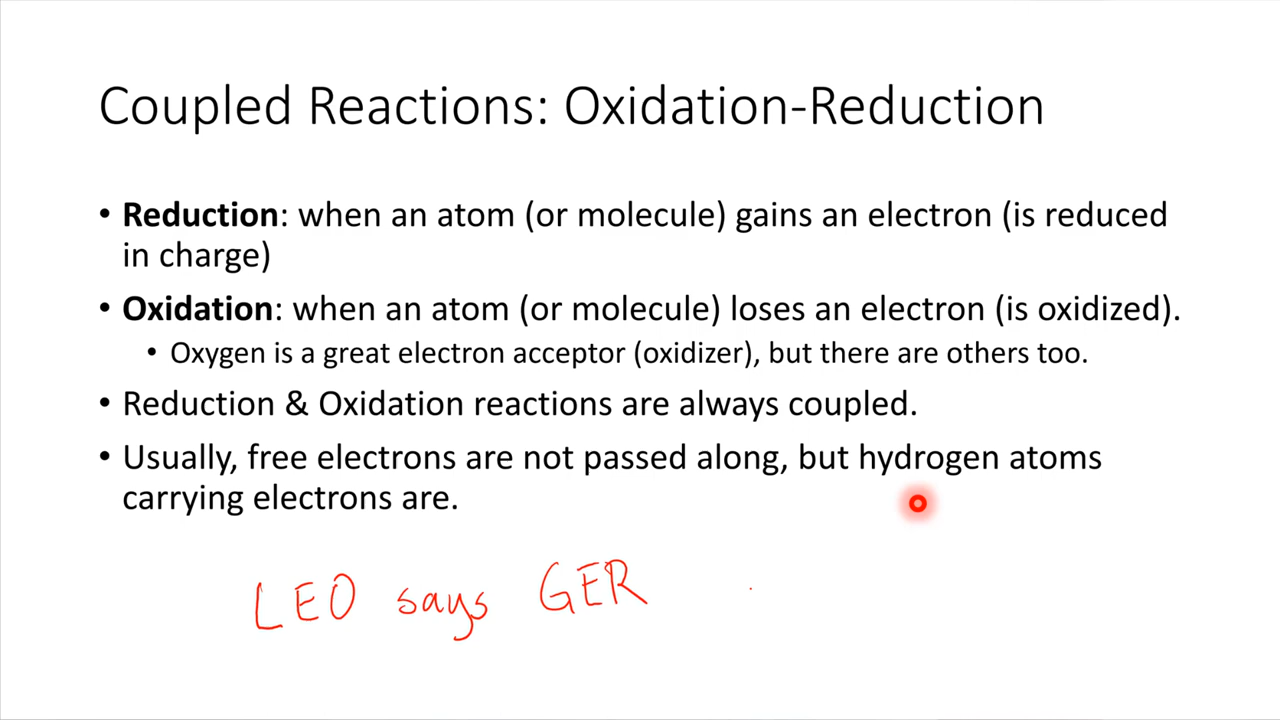 Coupled Reactions: Oxidation-Reduction
• Reduction: when an atom (or molecule) gains an electron (is reduced
in charge)
• Oxidation: when an atom (or molecule) loses an electron (is oxidized).
• Oxygen is a great electron acceptor (oxidizer), but there are others too.
• Reduction & Oxidation reactions are always coupled.
• Usually, free electrons are not passed along, but hydrogen atoms
carrying electrons are.
LEO says GER